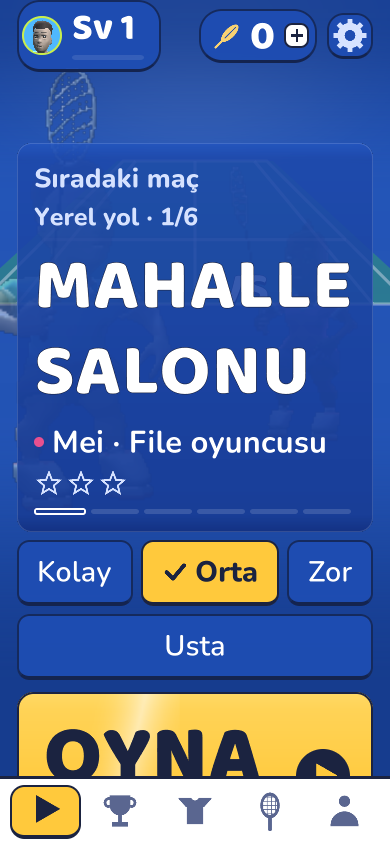 Sv 1
0
Sıradaki maç
Yerel yol · 1/6
MAHALLE
SALONU
Mei · File oyuncusu
Kolay
Orta
Zor
Usta
OYNA